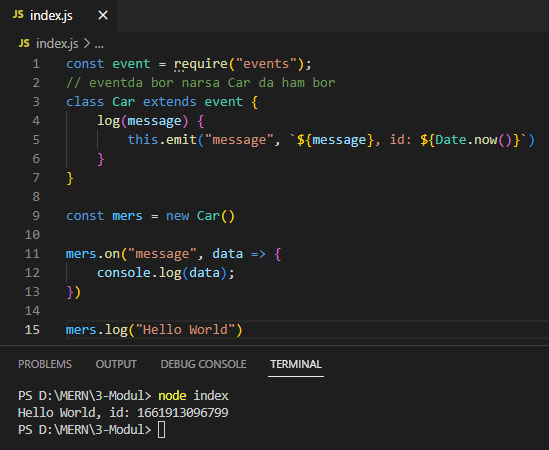 JS index.js ×
JS index.js > ...
1 const event = require("events");
2 // eventda bor narsa Car da ham bor
3 class Car extends event {
4 log(message) {
5 this.emit("message", `${message}, id: ${Date.now()}`)
6 }
7 }
8
9 const mers = new Car()
10
11 mers.on("message", data => {
12 console.log(data);
13 })
14
15 mers.log("Hello World")
PROBLEMS OUTPUT DEBUG CONSOLE TERMINAL
PS D:\MERN\3-Modul> node index
Hello World, id: 1661913096799
PS D:\MERN\3-Modul>